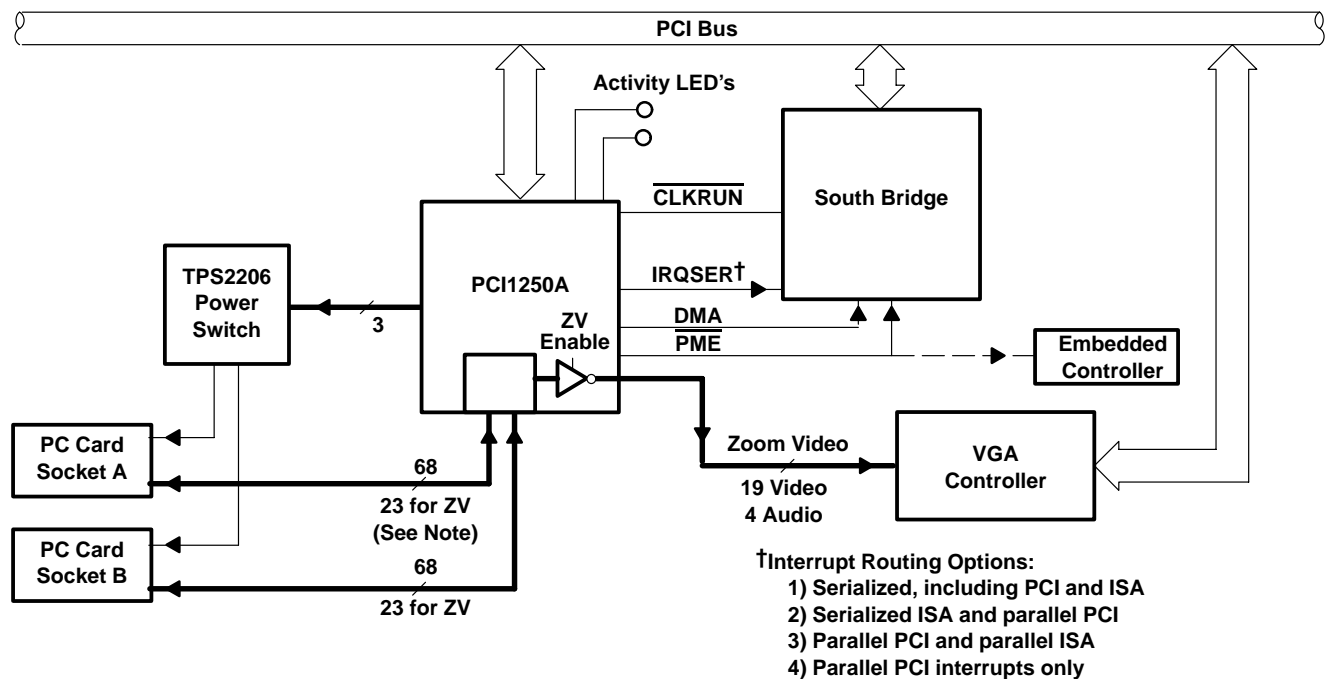 PCI Bus
Activity LED's
CLKRUN
South Bridge
PCI1250A
IRQSER†
TPS2206
Power
Switch
3
DMA
ZV
Enable
PME
Embedded
Controller
PC Card
Socket A
68
23 for ZV
(See Note)
Zoom Video
19 Video
4 Audio
VGA
Controller
PC Card
Socket B
68
23 for ZV
†Interrupt Routing Options:
1) Serialized, including PCI and ISA
2) Serialized ISA and parallel PCI
3) Parallel PCI and parallel ISA
4) Parallel PCI interrupts only